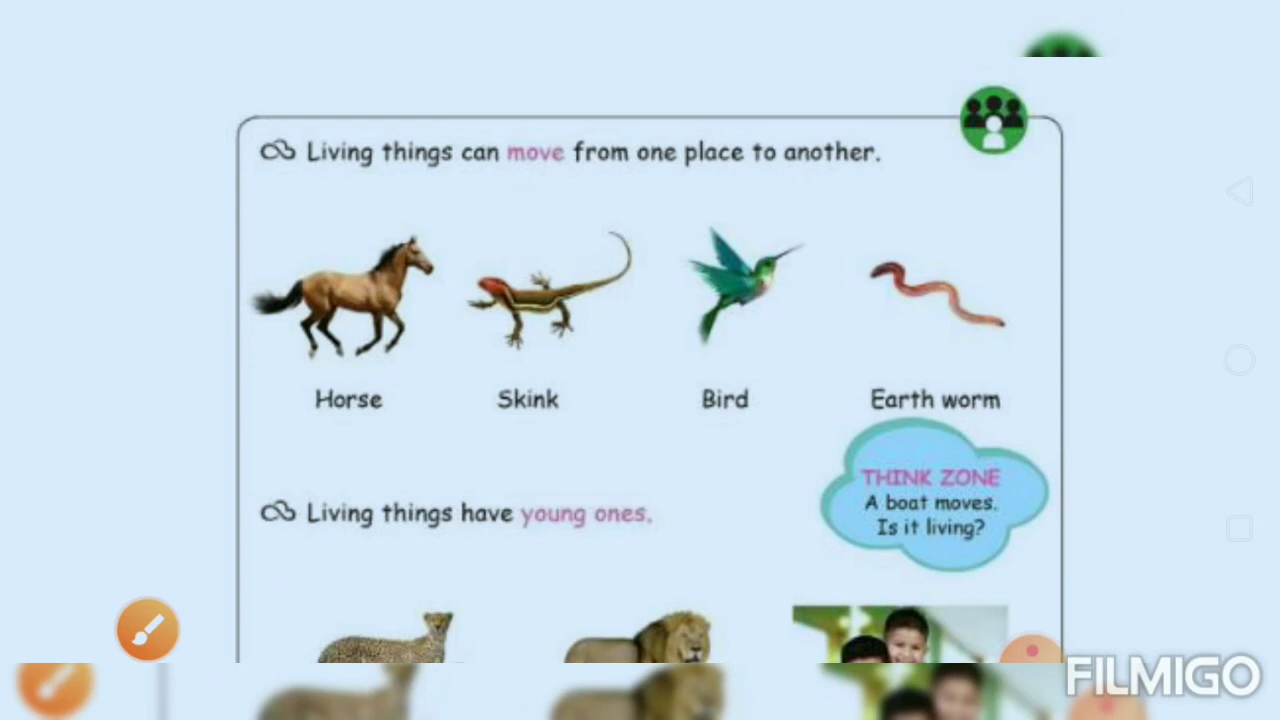 Living things can move from one place to another.
Horse
Skink
Bird
Earth worm
THINK ZONE
A boat moves.
Is it living?
Living things have young ones.
FILMIGO